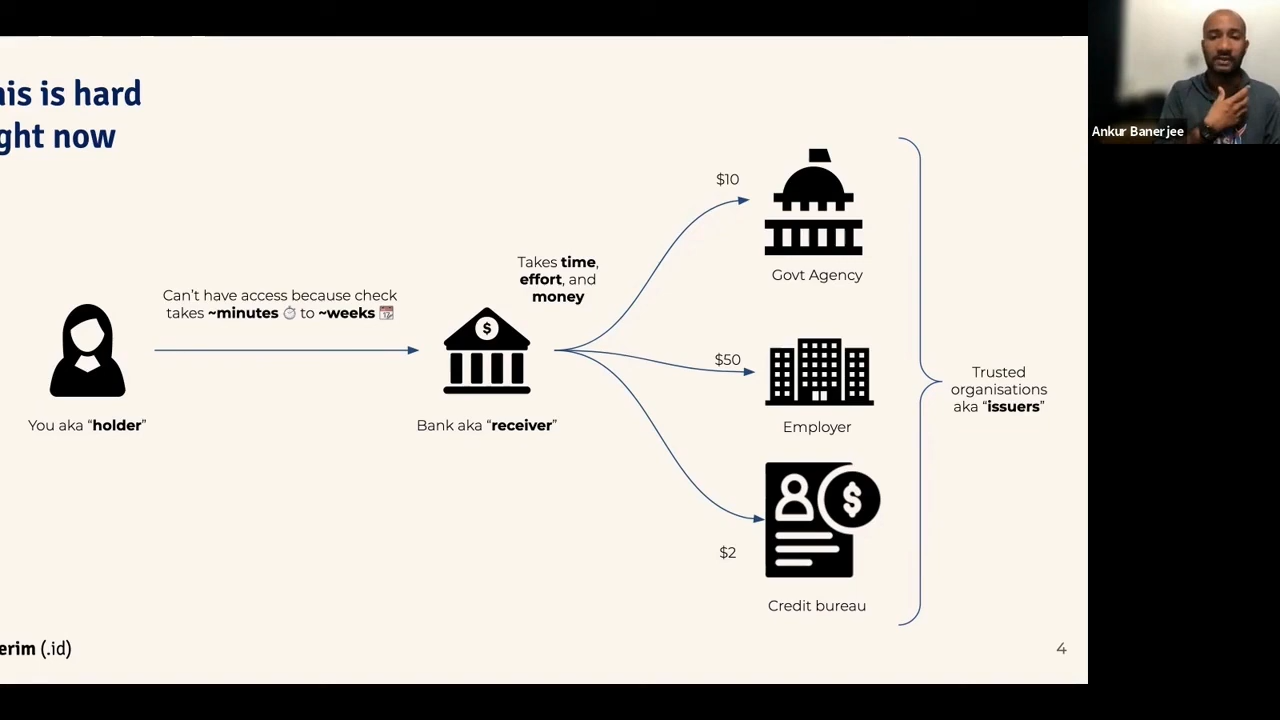 his is hard
ght now
$10
Govt Agency
Takes time,
effort, and
money
Can't have access because check
takes ~minutes ⏱ to ~weeks 📆
$
$50
You aka “holder”
Bank aka “receiver”
Employer
Trusted
organisations
aka “issuers”
$
$2
Credit bureau
erim (.id)
4
Ankur Banerjee